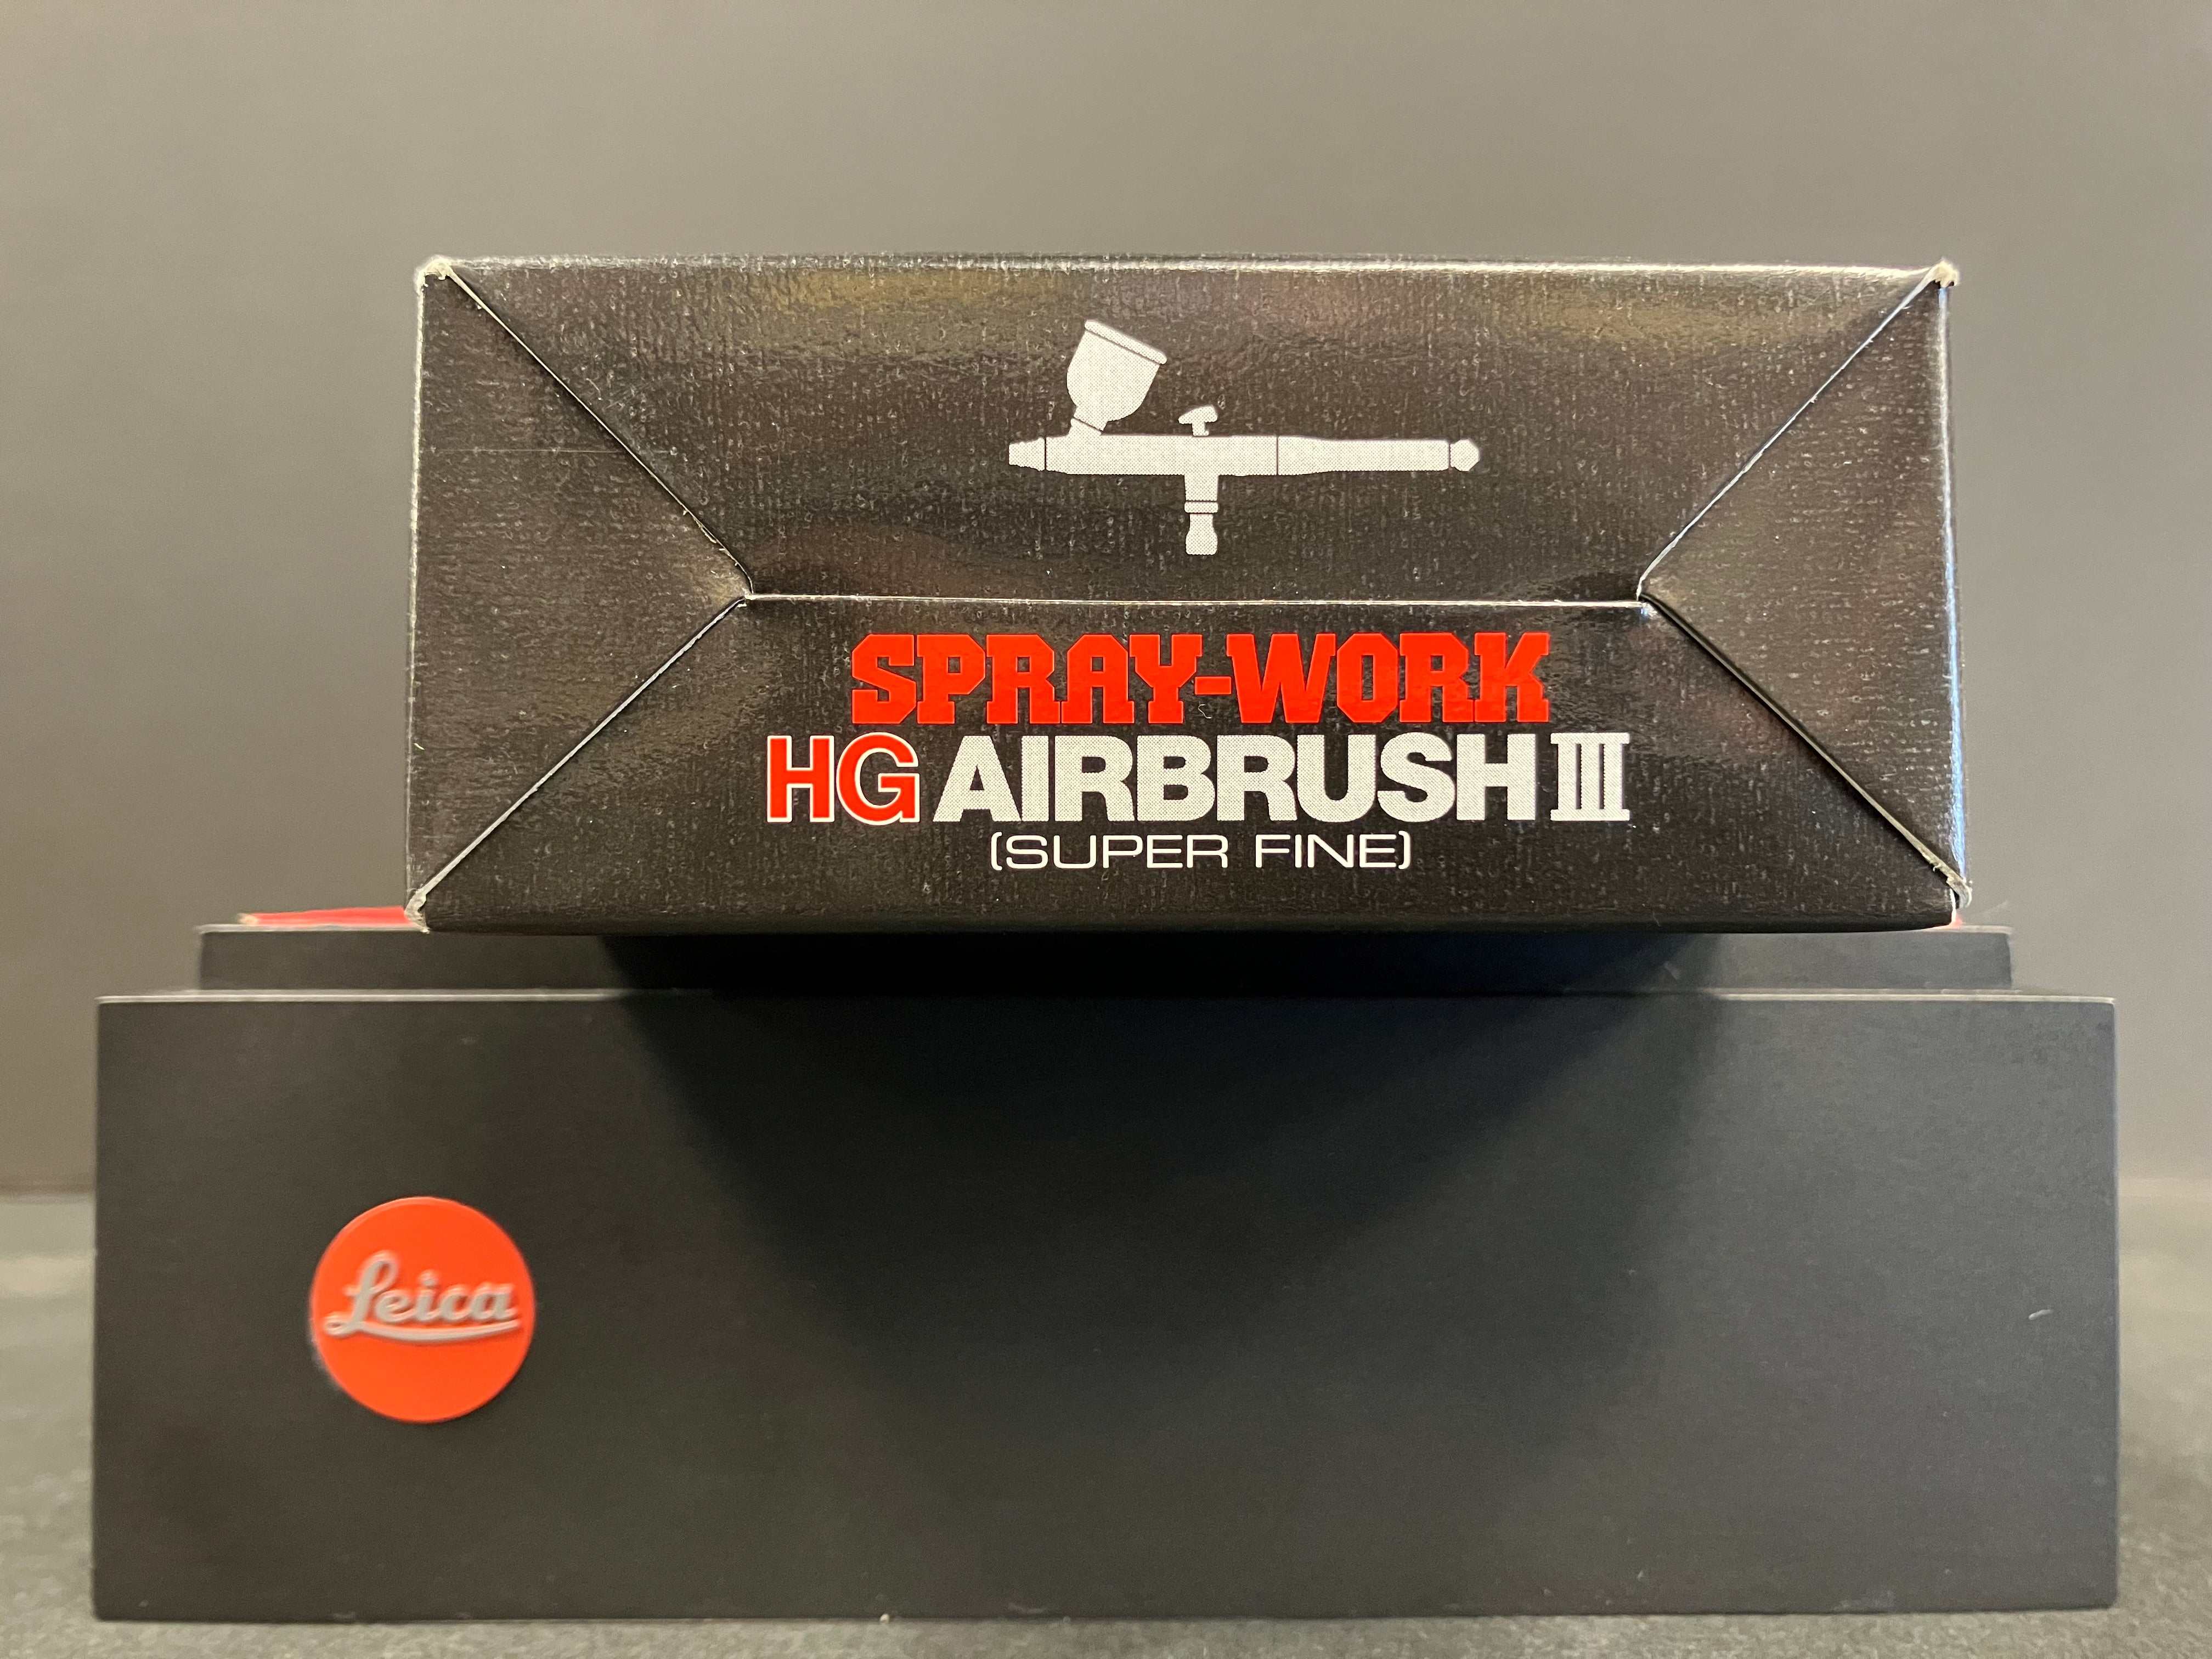 SPRAY-WORK
HG AIRBRUSH III
(SUPER FINE)
Leica